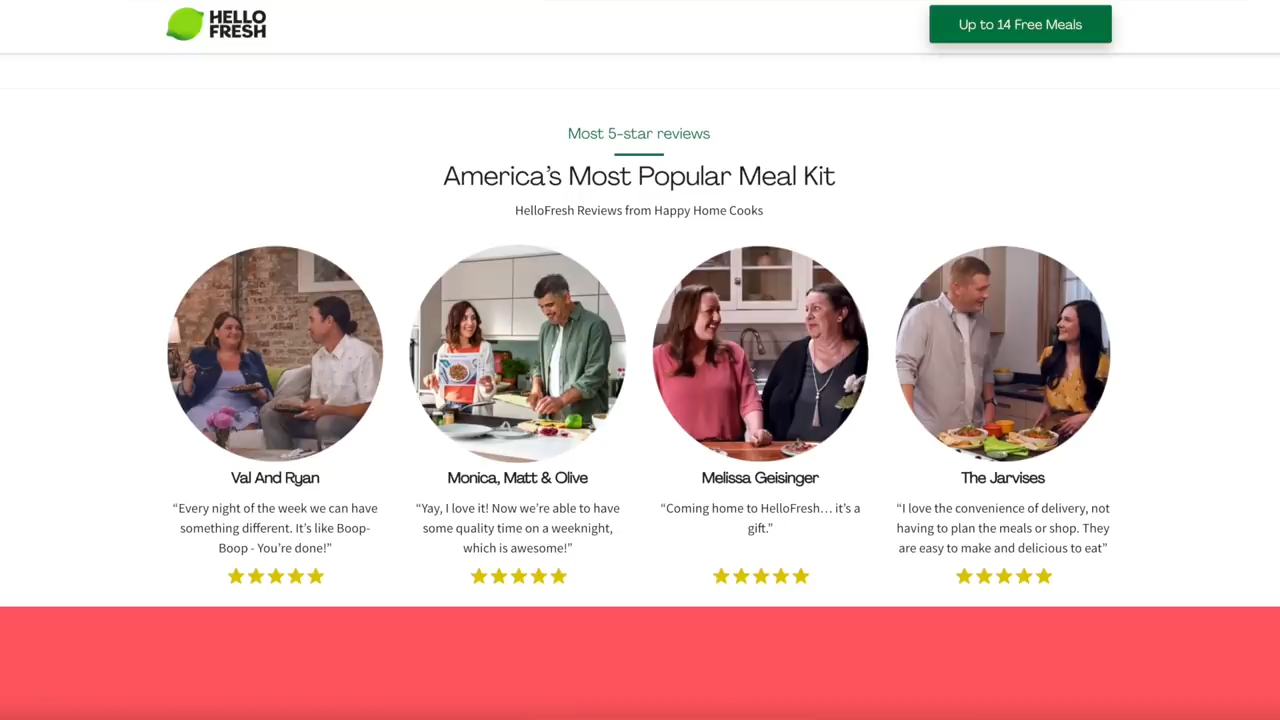 HELLO
FRESH
Up to 14 Free Meals
Most 5-star reviews
America's Most Popular Meal Kit
HelloFresh Reviews from Happy Home Cooks
Val And Ryan
“Every night of the week we can have
something different. It’s like Boop-
Boop - You’re done!”
Monica, Matt & Olive
“Yay, I love it! Now we’re able to have
some quality time on a weeknight,
which is awesome!”
Melissa Geisinger
“Coming home to HelloFresh... it’s a
gift.”
The Jarvises
“I love the convenience of delivery, not
having to plan the meals or shop. They
are easy to make and delicious to eat”